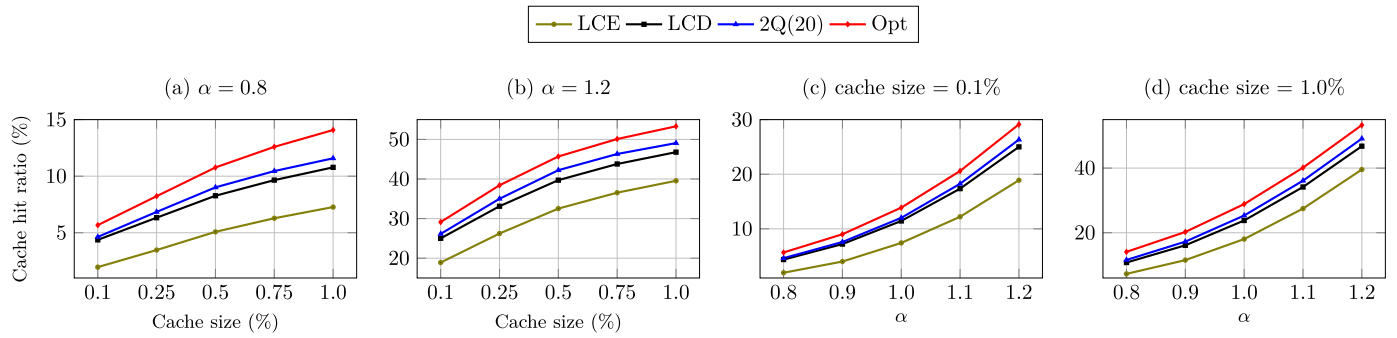 LCE LCD 2Q(20) Opt
(a) α = 0.8
Cache hit ratio (%)
15
10
5
0.1 0.25 0.5 0.75 1.0
Cache size (%)
(b) α = 1.2
50
40
30
20
0.1 0.25 0.5 0.75 1.0
Cache size (%)
(c) cache size = 0.1%
30
20
10
0.8 0.9 1.0 1.1 1.2
α
(d) cache size = 1.0%
40
20
0.8 0.9 1.0 1.1 1.2
α